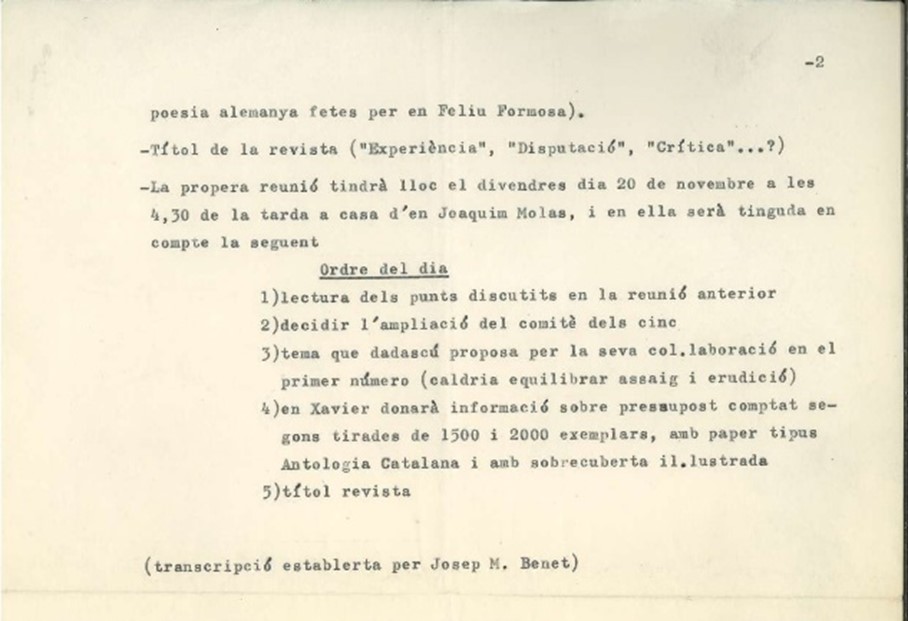 -2
poesia alemanya fetes per en Feliu Formosa).
-Títol de la revista ("Experiència", "Disputació", "Crítica"...?)
-La propera reunió tindrà lloc el divendres dia 20 de novembre a les
4,30 de la tarda a casa d'en Joaquim Molas, i en ella serà tinguda en
compte la seguent
Ordre del dia
1)lectura dels punts discutits en la reunió anterior
2)decidir l'ampliació del comitè dels cinc
3)tema que dadascú proposa per la seva col.laboració en el
primer número (caldria equilibrar assaig i erudició)
4)en Xavier donarà informació sobre pressupost comptat se-
gons tirades de 1500 i 2000 exemplars, amb paper tipus
Antologia Catalana i amb sobrecuberta il.lustrada
5)títol revista
(transcripció establerta per Josep M. Benet)